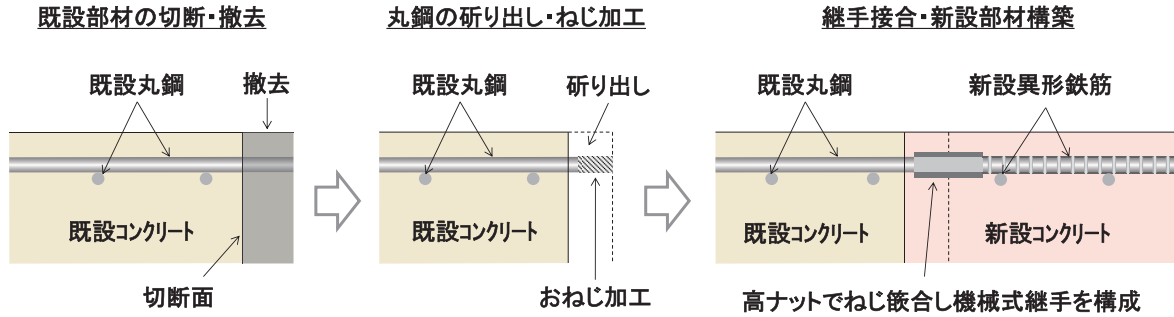 既設部材の切断・撤去
既設丸鋼
撤去
既設コンクリート
切断面
丸鋼の斫り出し・ねじ加工
既設丸鋼
斫り出し
既設コンクリート
おねじ加工
継手接合・新設部材構築
既設丸鋼
新設異形鉄筋
既設コンクリート
新設コンクリート
高ナットでねじ嵌合し機械式継手を構成